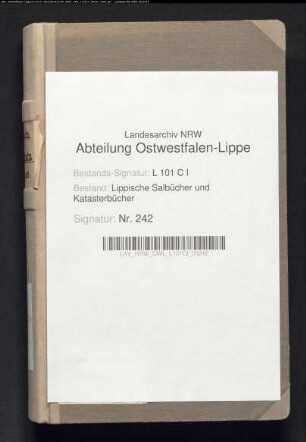 Landesarchiv NRW
Abteilung Ostwestfalen-Lippe
Bestands-Signatur: L 101 C I
Bestand: Lippische Salbücher und
Katasterbücher
Signatur: Nr. 242
LAV_NRW_OWL_L101CI_00242